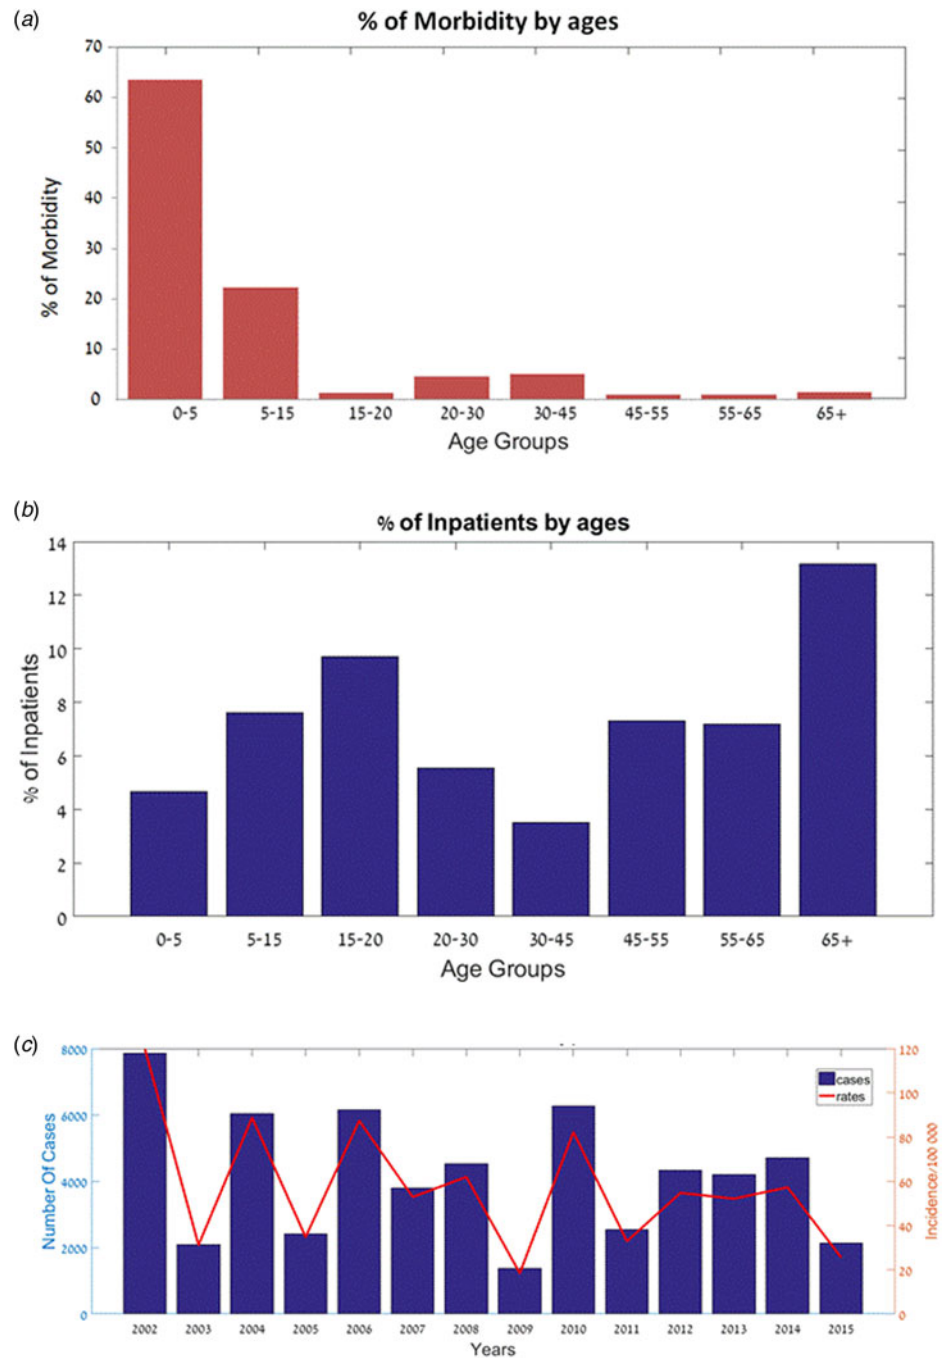 (a)
% of Morbidity by ages
% of Morbidity
70
60
50
40
30
20
10
0
0-5 5-15 15-20 20-30 30-45 45-55 55-65 65+
Age Groups
(b)
% of Inpatients by ages
% of Inpatients
14
12
10
8
6
4
2
0
0-5 5-15 15-20 20-30 30-45 45-55 55-65 65+
Age Groups
(c)
Number Of Cases
8000
6000
4000
2000
0
cases
rates
120
100
80
60
40
20
0
Incidence/100 000
2002 2003 2004 2005 2006 2007 2008 2009 2010 2011 2012 2013 2014 2015
Years